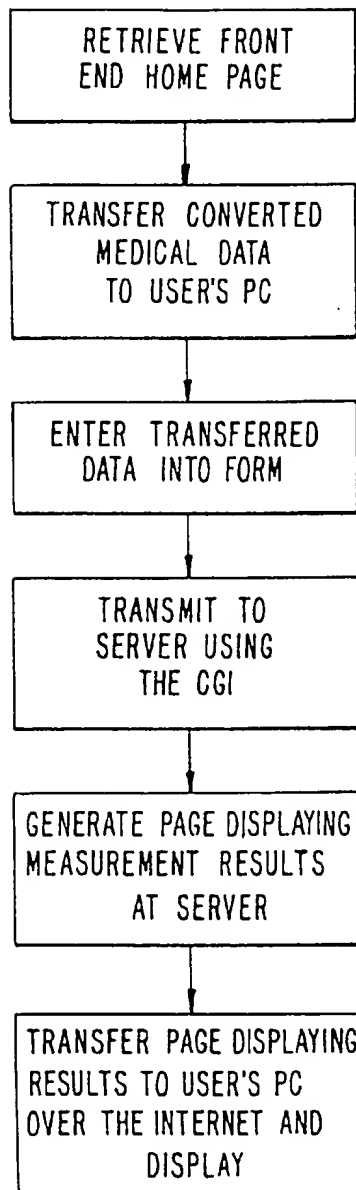 RETRIEVE FRONT
END HOME PAGE
TRANSFER CONVERTED
MEDICAL DATA
TO USER'S PC
ENTER TRANSFERRED
DATA INTO FORM
TRANSMIT TO
SERVER USING
THE CGI
GENERATE PAGE DISPLAYING
MEASUREMENT RESULTS
AT SERVER
TRANSFER PAGE DISPLAYING
RESULTS TO USER'S PC
OVER THE INTERNET AND
DISPLAY